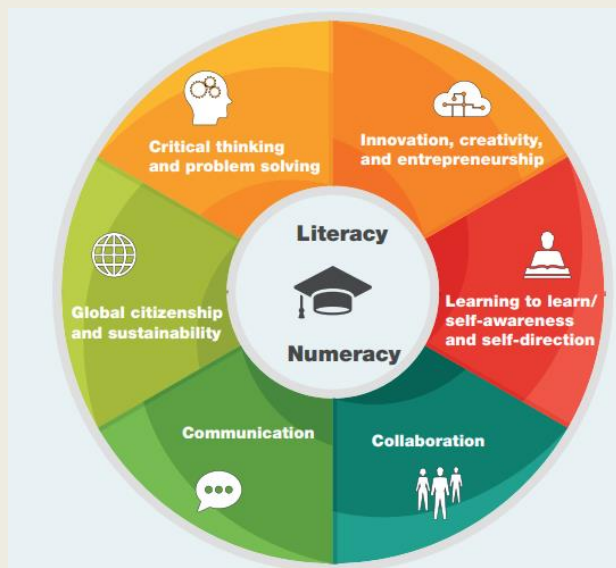 Critical thinking
and problem solving
Innovation, creativity,
and entrepreneurship
Literacy
Numeracy
Global citizenship
and sustainability
Learning to learn/
self-awareness
and self-direction
Communication
Collaboration